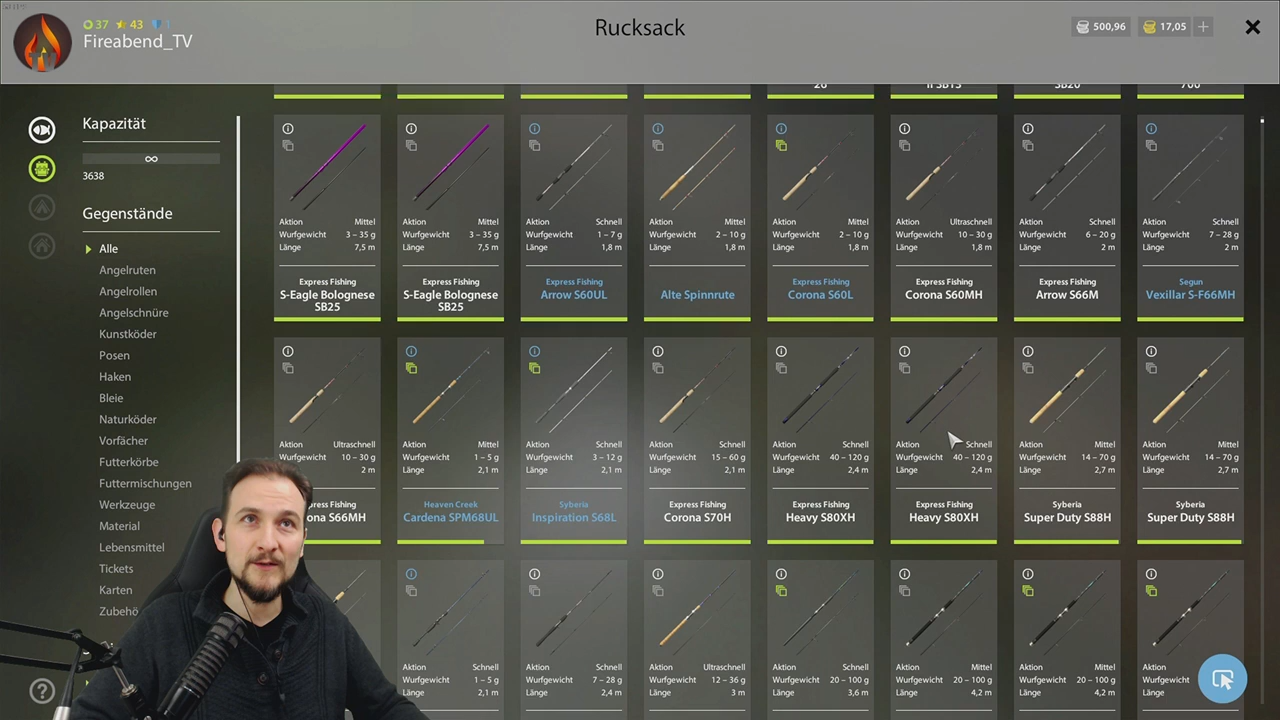 37 43
Fireabend_TV
Rucksack
500,96
17,05
Kapazität
∞
3638
Gegenstände
Alle
Angelruten
Angelrollen
Angelschnüre
Kunstköder
Posen
Haken
Bleie
Naturköder
Vorfächer
Futterkörbe
Futtermischungen
Werkzeuge
Material
Lebensmittel
Tickets
Karten
Zubehö
SB20
700
Aktion Mittel
Wurfgewicht 3 – 35 g
Länge 7,5 m
Express Fishing
S-Eagle Bolognese
SB25
Aktion Mittel
Wurfgewicht 3 – 35 g
Länge 7,5 m
Express Fishing
S-Eagle Bolognese
SB25
Aktion Schnell
Wurfgewicht 1 – 7 g
Länge 1,8 m
Express Fishing
Arrow S60UL
Aktion Mittel
Wurfgewicht 2 – 10 g
Länge 1,8 m
Alte Spinnrute
Aktion Mittel
Wurfgewicht 2 – 10 g
Länge 1,8 m
Express Fishing
Corona S60L
Aktion Ultraschnell
Wurfgewicht 10 – 30 g
Länge 1,8 m
Express Fishing
Corona S60MH
Aktion Schnell
Wurfgewicht 6 – 20 g
Länge 2 m
Express Fishing
Arrow S66M
Aktion Schnell
Wurfgewicht 7 – 28 g
Länge 2 m
Segun
Vexillar S-F66MH
Aktion Ultraschnell
Wurfgewicht 10 – 30 g
Länge 2 m
press Fishing
ona S66MH
Aktion Mittel
Wurfgewicht 1 – 5 g
Länge 2,1 m
Heaven Creek
Cardena SPM68UL
Aktion Schnell
Wurfgewicht 3 – 12 g
Länge 2,1 m
Syberia
Inspiration S68L
Aktion Schnell
Wurfgewicht 15 – 60 g
Länge 2,1 m
Express Fishing
Corona S70H
Aktion Schnell
Wurfgewicht 40 – 120 g
Länge 2,4 m
Express Fishing
Heavy S80XH
Aktion Schnell
Wurfgewicht 40 – 120 g
Länge 2,4 m
Express Fishing
Heavy S80XH
Aktion Mittel
Wurfgewicht 14 – 70 g
Länge 2,7 m
Syberia
Super Duty S88H
Aktion Mittel
Wurfgewicht 14 – 70 g
Länge 2,7 m
Syberia
Super Duty S88H
Aktion Schnell
Wurfgewicht 1 – 5 g
Länge 2,1 m
Aktion Schnell
Wurfgewicht 7 – 28 g
Länge 2,4 m
Aktion Ultraschnell
Wurfgewicht 12 – 36 g
Länge 3 m
Aktion Schnell
Wurfgewicht 20 – 100 g
Länge 3,6 m
Aktion Mittel
Wurfgewicht 20 – 100 g
Länge 4,2 m
Aktion Mittel
Wurfgewicht 20 – 100 g
Länge 4,2 m
Aktion
Wurfgewicht
Länge